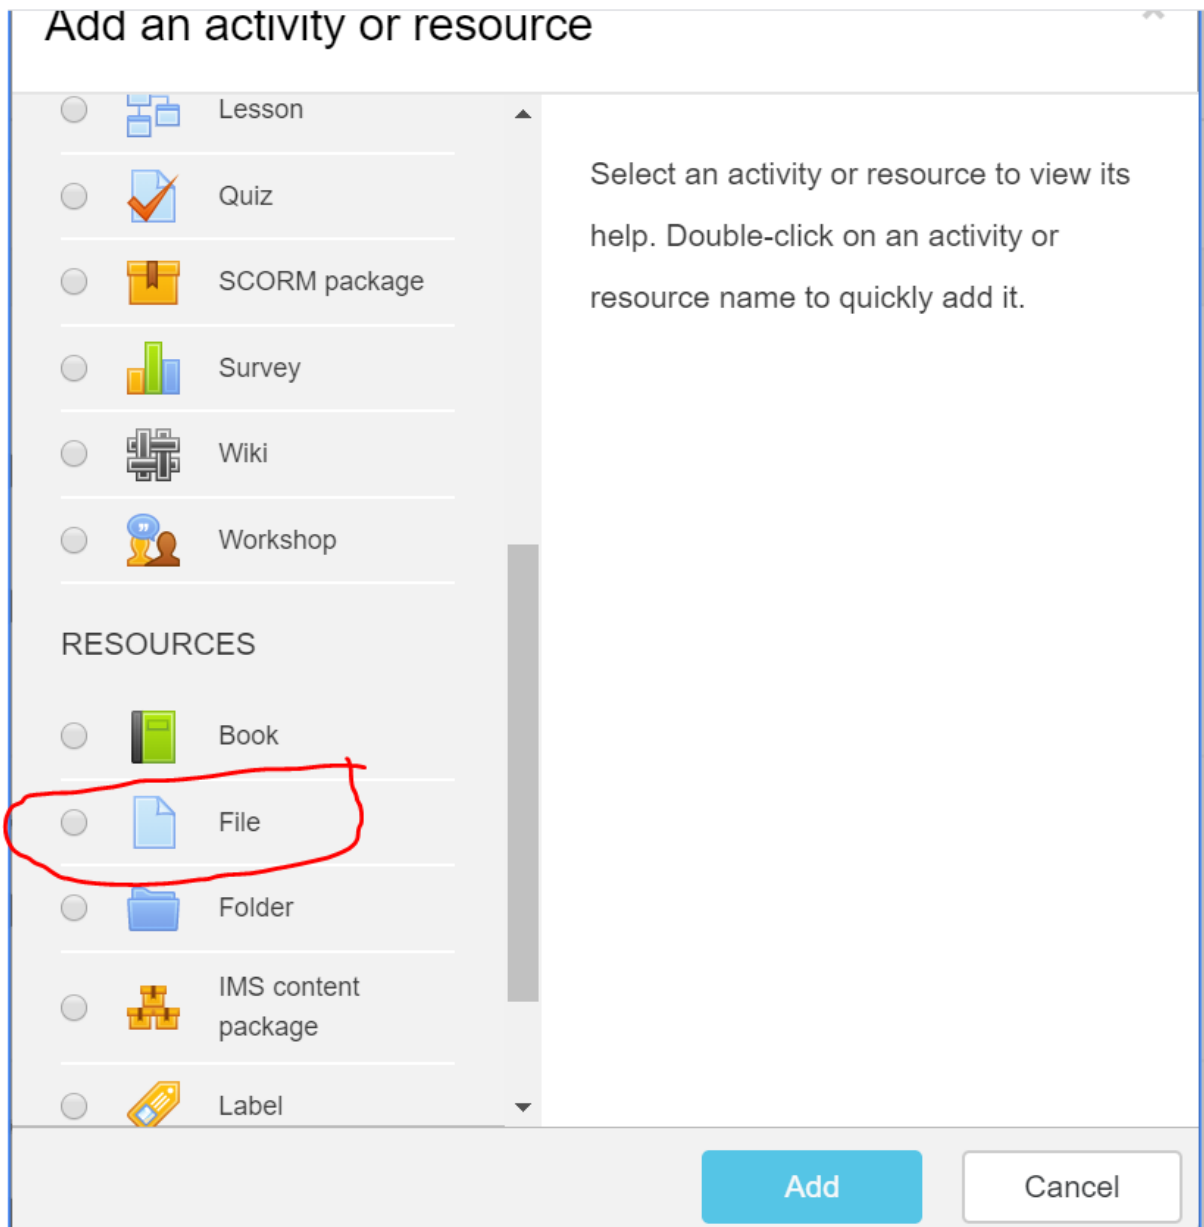 Add an activity or resource
Lesson
Quiz
SCORM package
Survey
Wiki
Workshop
RESOURCES
Book
File
Folder
IMS content
package
Label
Select an activity or resource to view its
help. Double-click on an activity or
resource name to quickly add it.
Add
Cancel